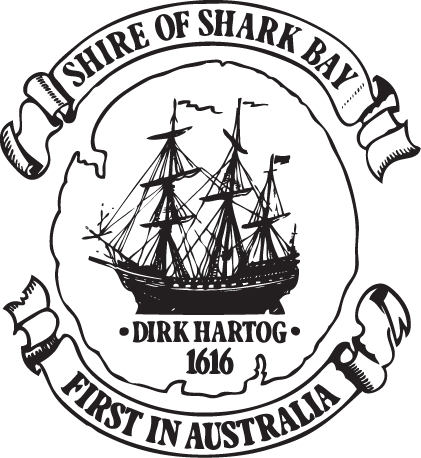 SHIRE OF SHARK BAY
•DIRK HARTOG•
1616
FIRST IN AUSTRALIA